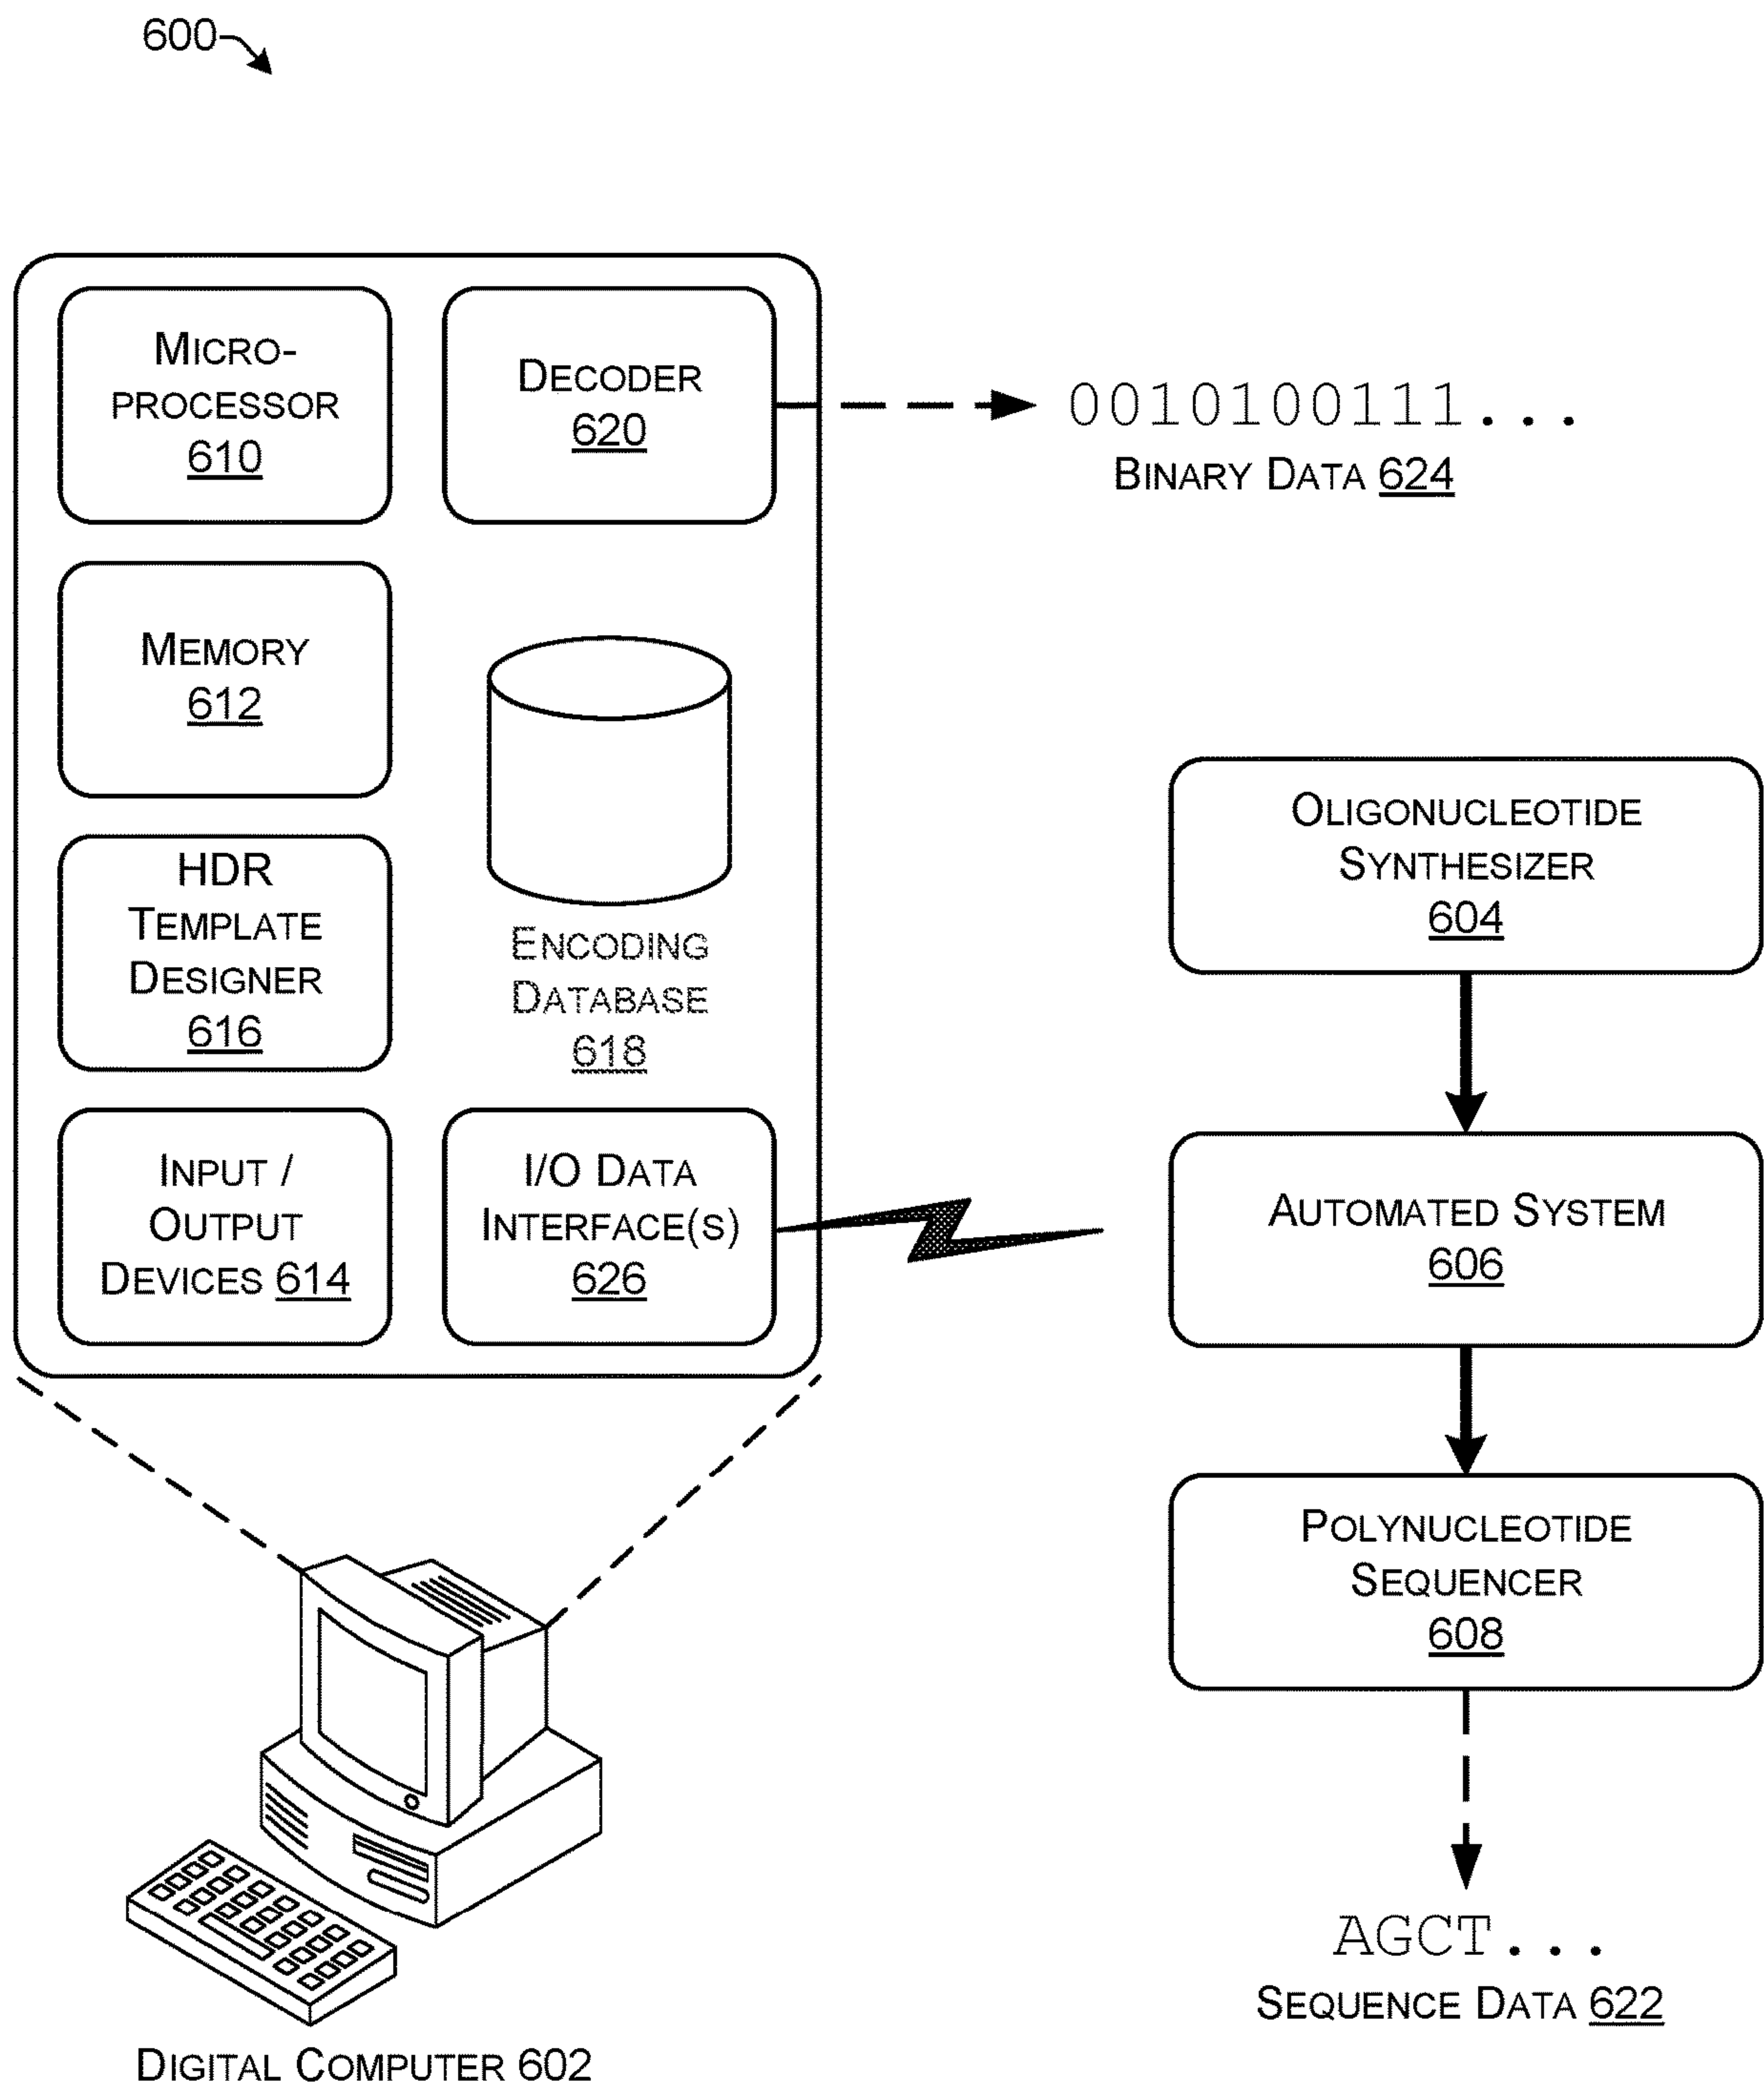 600
MICRO-
PROCESSOR
610
DECODER
620
0010100111...
BINARY DATA 624
MEMORY
612
HDR
TEMPLATE
DESIGNER
616
ENCODING
DATABASE
618
INPUT /
OUTPUT
DEVICES 614
I/O DATA
INTERFACE(S)
626
OLIGONUCLEOTIDE
SYNTHESIZER
604
AUTOMATED SYSTEM
606
POLYNUCLEOTIDE
SEQUENCER
608
AGCT...
SEQUENCE DATA 622
DIGITAL COMPUTER 602